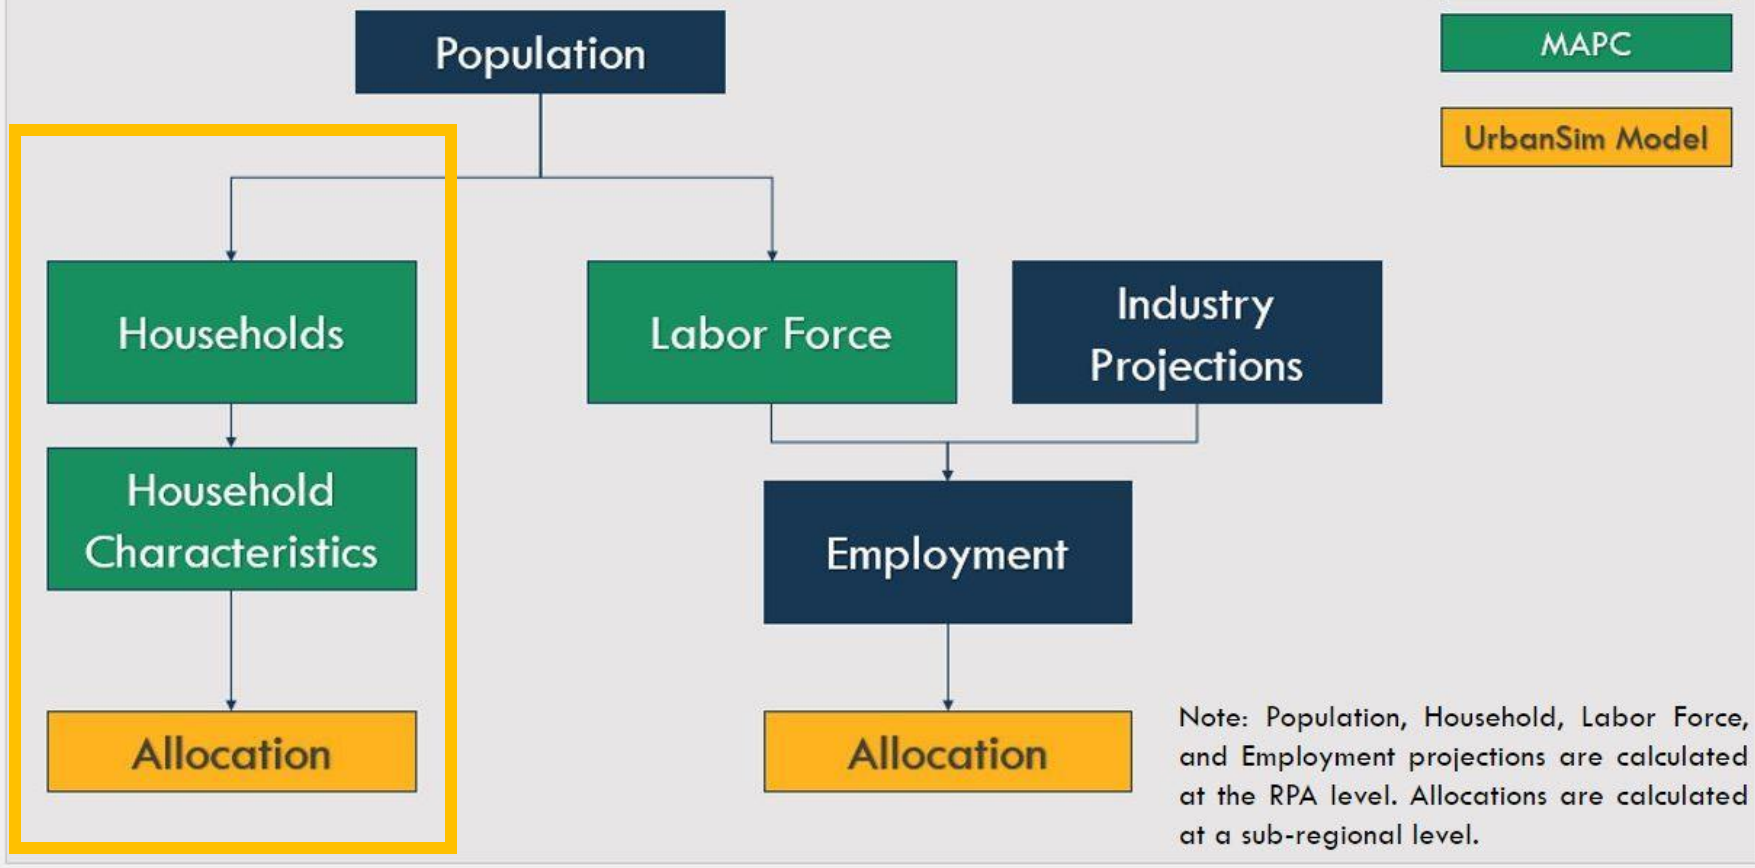 Population
MAPC
UrbanSim Model
Households
Labor Force
Industry
Projections
Household
Characteristics
Employment
Allocation
Allocation
Note: Population, Household, Labor Force,
and Employment projections are calculated
at the RPA level. Allocations are calculated
at a sub-regional level.